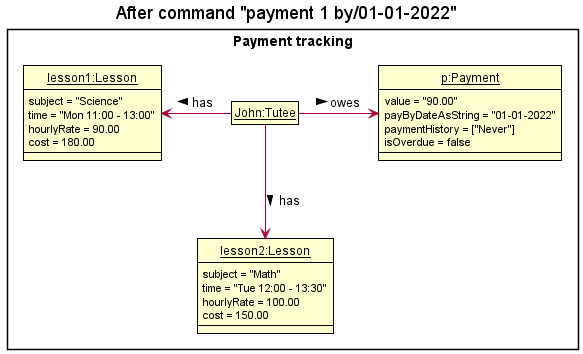 After command "payment 1 by/01-01-2022"
Payment tracking
lesson1:Lesson
subject = "Science"
time = "Mon 11:00 - 13:00"
hourlyRate = 90.00
cost = 180.00
has
John:Tutee
owes
p:Payment
value = "90.00"
payByDateAsString = "01-01-2022"
paymentHistory = ["Never"]
isOverdue = false
has
lesson2:Lesson
subject = "Math"
time = "Tue 12:00 - 13:30"
hourlyRate = 100.00
cost = 150.00